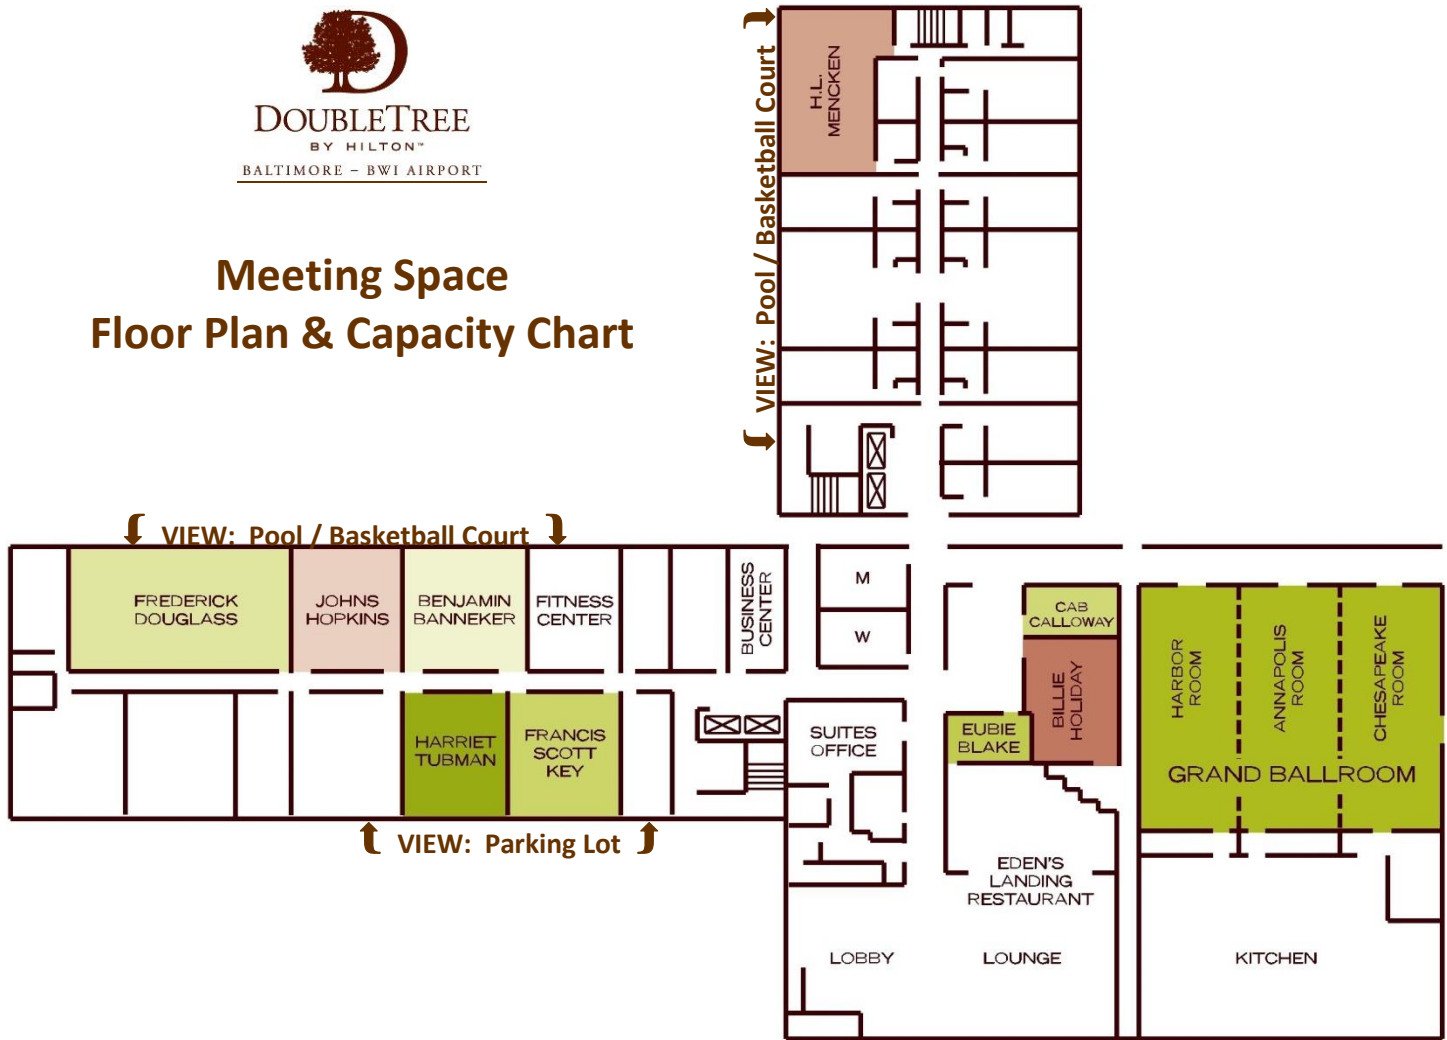 DOUBLETREE
BY HILTON™
BALTIMORE – BWI AIRPORT
Meeting Space
Floor Plan & Capacity Chart
VIEW: Pool / Basketball Court
H.L.
MENCKEN
VIEW: Pool / Basketball Court
FREDERICK
DOUGLASS
JOHNS
HOPKINS
BENJAMIN
BANNEKER
FITNESS
CENTER
BUSINESS
CENTER
M
W
CAB
CALLOWAY
BILLIE
HOLIDAY
EUBIE
BLAKE
HARBOR
ROOM
ANNAPOLIS
ROOM
CHESAPEAKE
ROOM
GRAND BALLROOM
HARRIET
TUBMAN
FRANCIS
SCOTT
KEY
SUITES
OFFICE
VIEW: Parking Lot
EDEN'S
LANDING
RESTAURANT
LOBBY
LOUNGE
KITCHEN